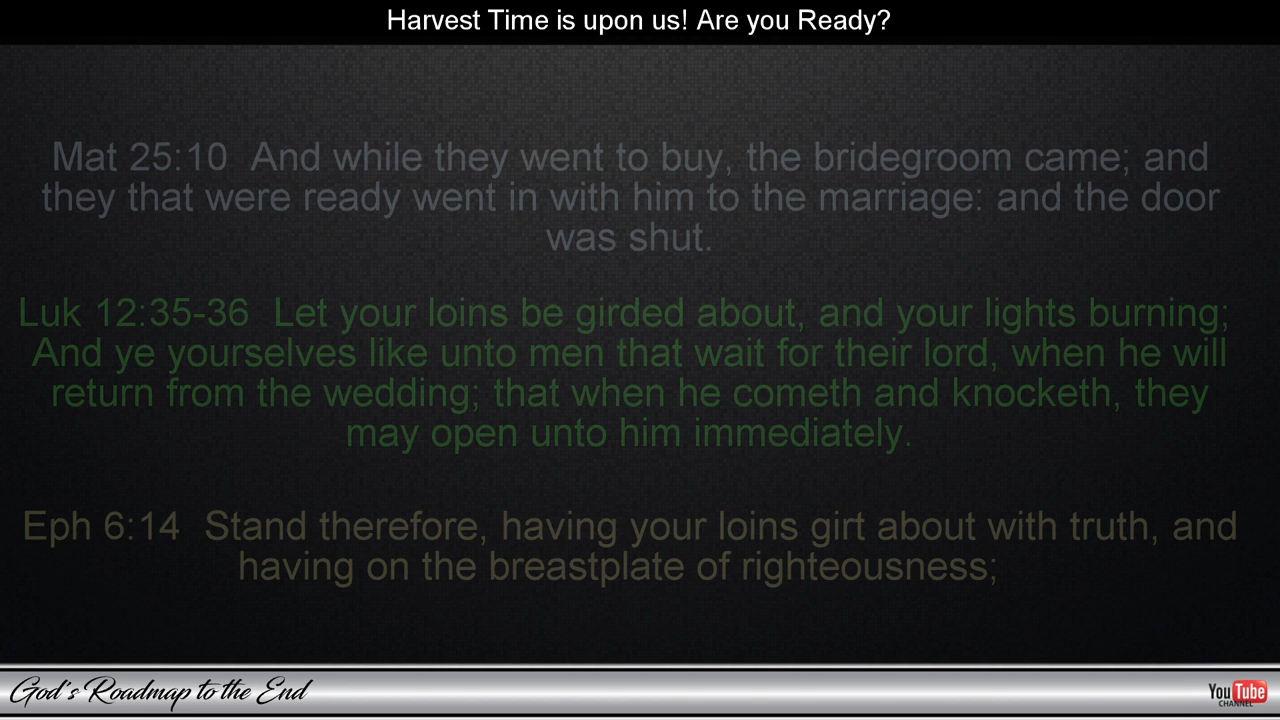 Harvest Time is upon us! Are you Ready?
Mat 25:10 And while they went to buy, the bridegroom came; and
they that were ready went in with him to the marriage: and the door
was shut.
Luk 12:35-36 Let your loins be girded about, and your lights burning;
And ye yourselves like unto men that wait for their lord, when he will
return from the wedding; that when he cometh and knocketh, they
may open unto him immediately.
Eph 6:14 Stand therefore, having your loins girt about with truth, and
having on the breastplate of righteousness;
God's Roadmap to the End
YouTube
CHANNEL